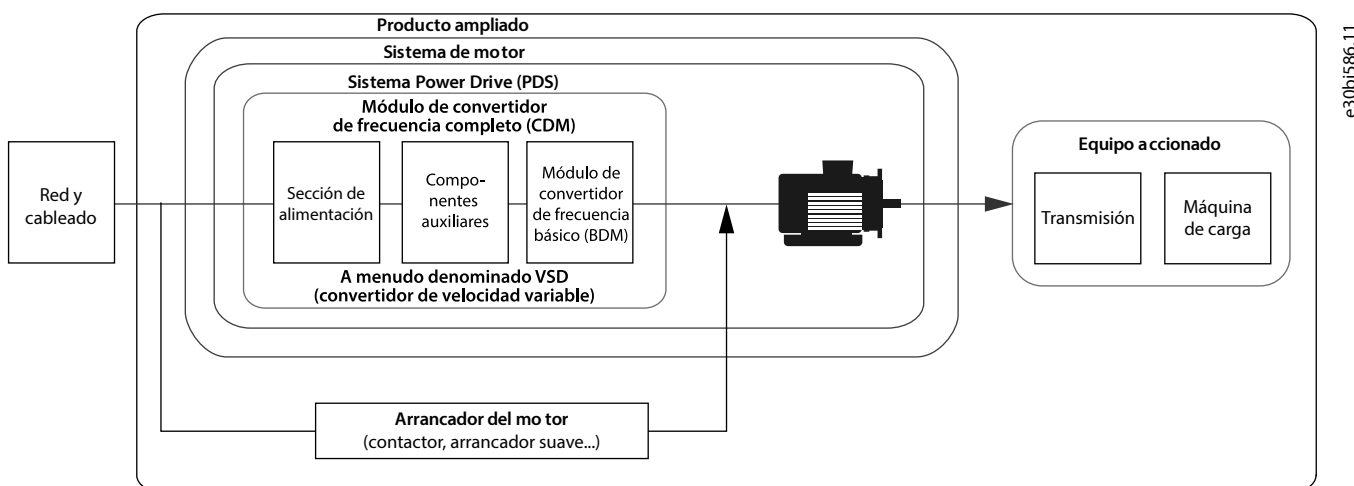 Producto ampliado
Sistema de motor
Sistema Power Drive (PDS)
Módulo de convertidor
de frecuencia completo (CDM)
Red y
cableado
Sección de
alimentación
Compo-
nentes
auxiliares
Módulo de
convertidor
de frecuencia
básico (BDM)
A menudo denominado VSD
(convertidor de velocidad variable)
Equipo accionado
Transmisión
Máquina
de carga
Arrancador del motor
(contactor, arrancador suave...)
e30bi586.11